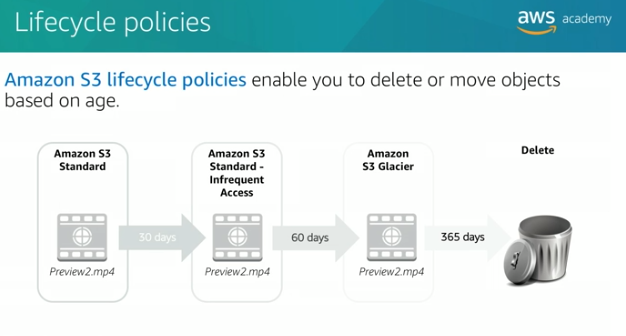 Lifecycle policies
aws academy
Amazon S3 lifecycle policies enable you to delete or move objects
based on age.
Amazon S3
Standard
Amazon S3
Standard -
Infrequent
Access
Amazon
S3 Glacier
Delete
30 days
60 days
365 days
Preview2.mp4
Preview2.mp4
Preview2.mp4